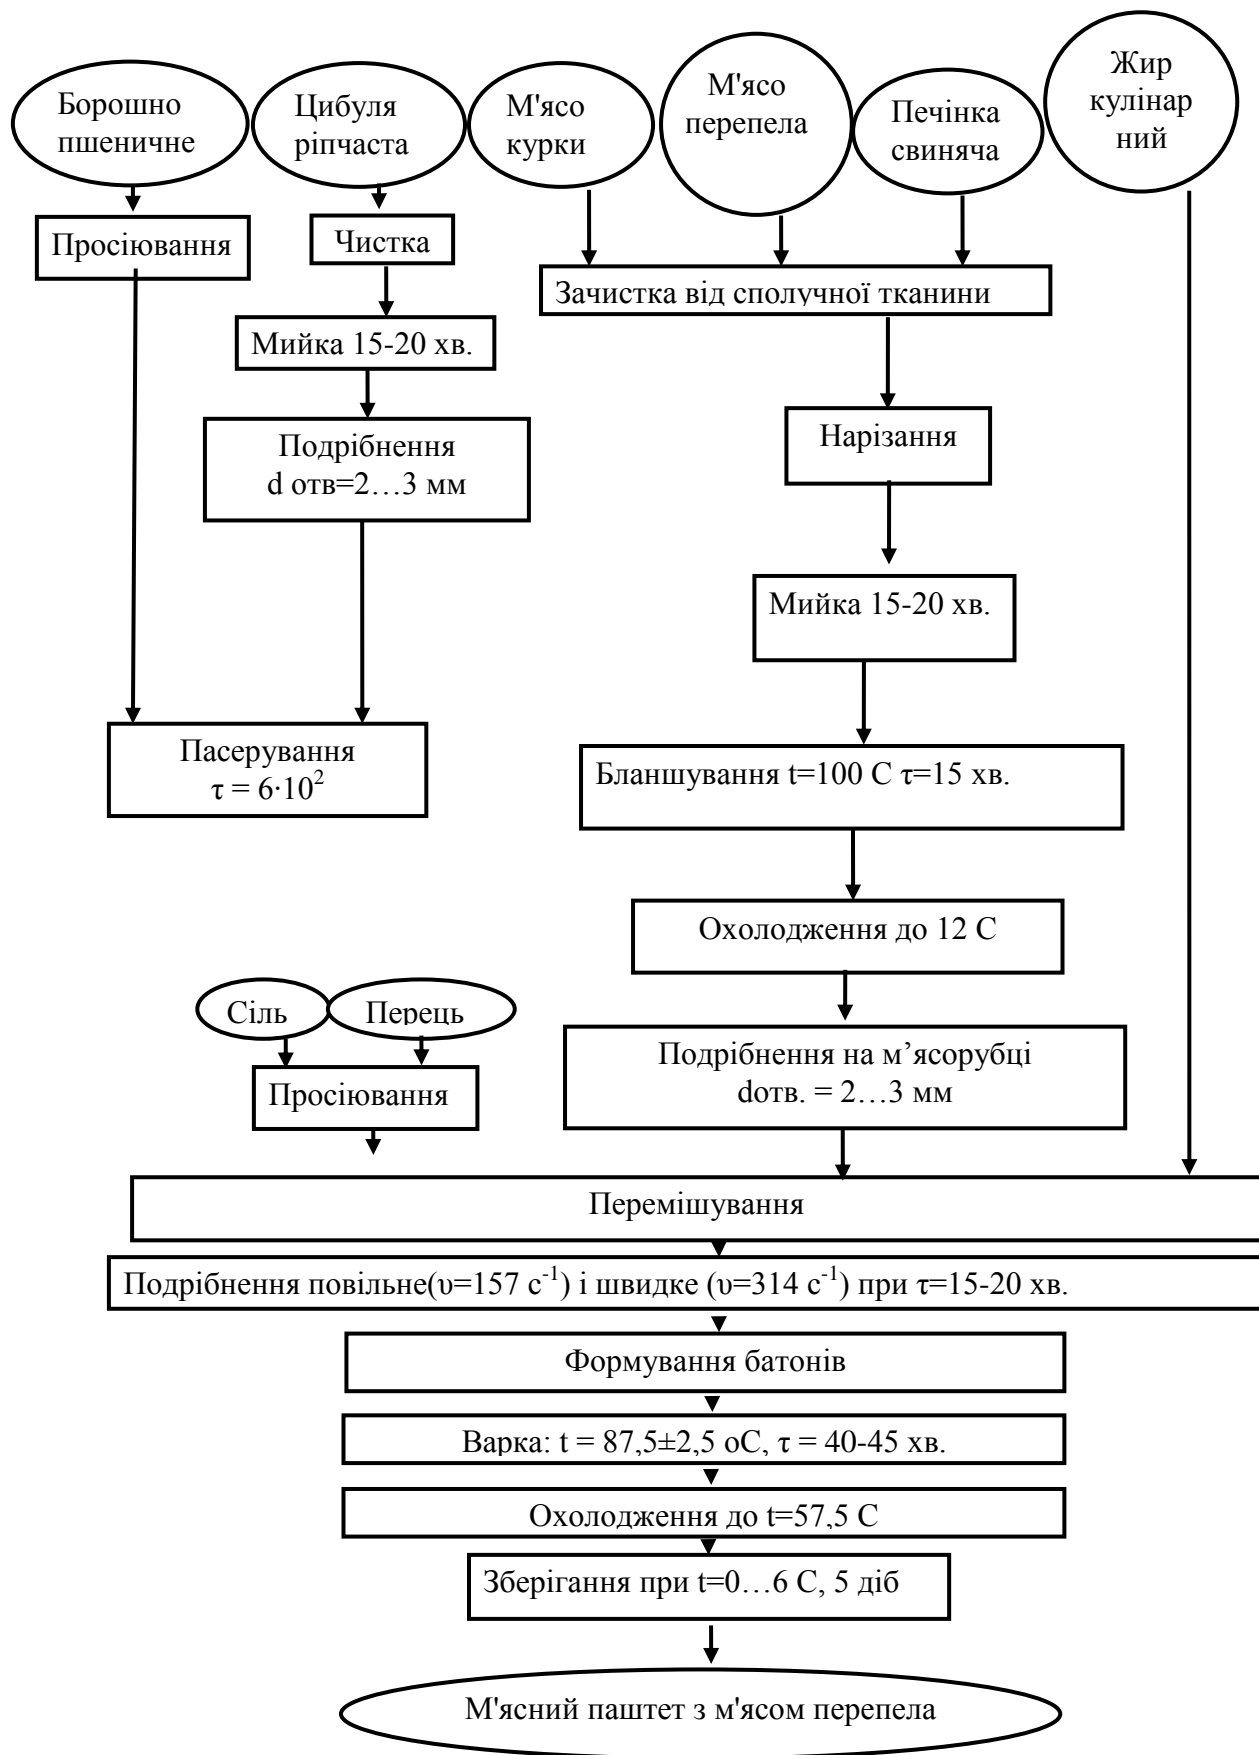 Борошно
пшеничне
Цибуля
ріпчаста
М'ясо
курки
М'ясо
перепела
Печінка
свиняча
Жир
кулінар
ний
Просіювання
Чистка
Зачистка від сполучної тканини
Мийка 15-20 хв.
Подрібнення
d отв=2…3 мм
Нарізання
Мийка 15-20 хв.
Пасерування
τ = 6·10²
Бланшування t=100 С τ=15 хв.
Охолодження до 12 С
Сіль
Перець
Просіювання
Подрібнення на м’ясорубці
dотв. = 2…3 мм
Перемішування
Подрібнення повільне(υ=157 с⁻¹) і швидке (υ=314 с⁻¹) при τ=15-20 хв.
Формування батонів
Варка: t = 87,5±2,5 оС, τ = 40-45 хв.
Охолодження до t=57,5 С
Зберігання при t=0…6 С, 5 діб
М'ясний паштет з м'ясом перепела